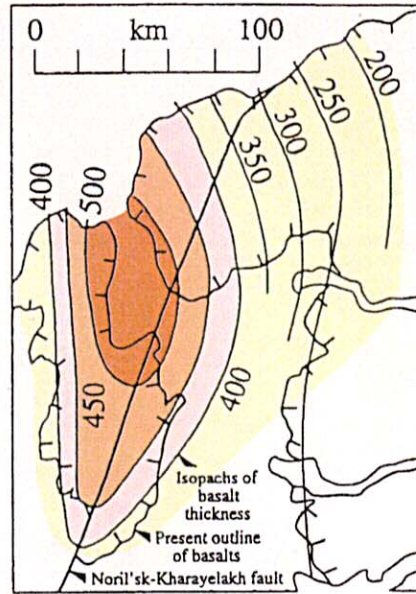 0 km 100
200
250
300
350
400
500
450
400
Isopachs of
basalt
thickness
Present outline
of basalts
Noril'sk-Kharayelakh fault